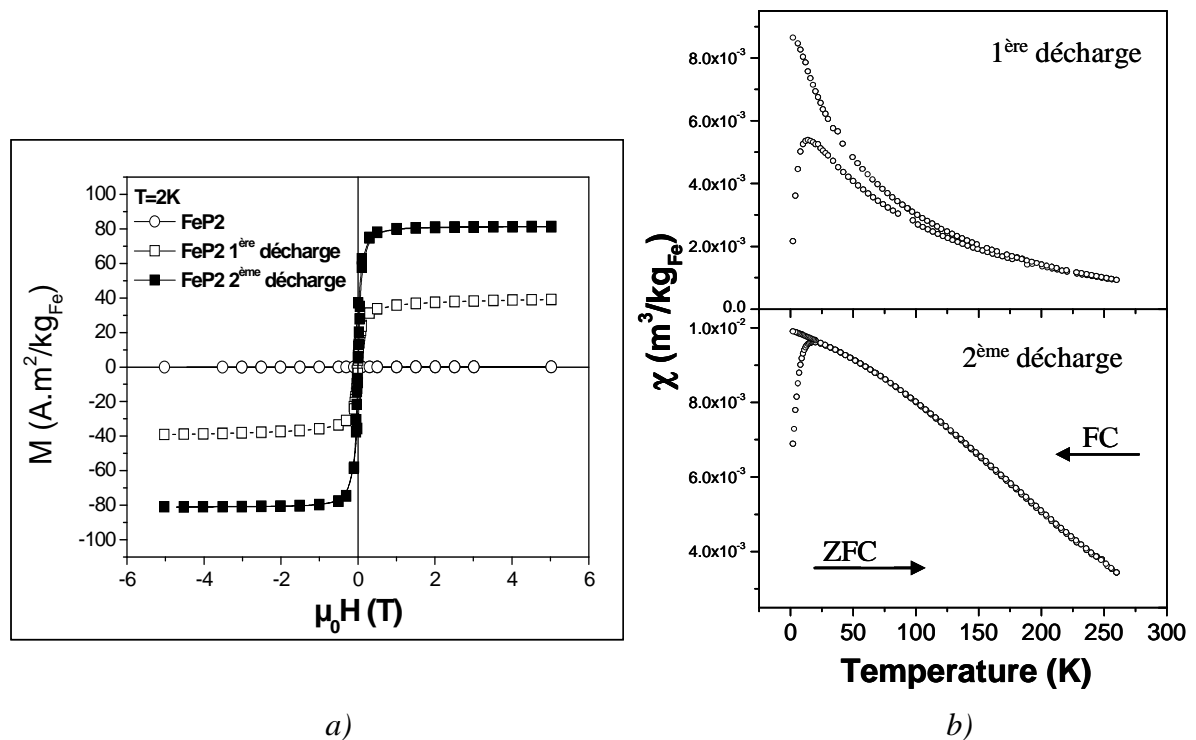 T=2K
FeP2
FeP2 1ère décharge
FeP2 2ème décharge
100
80
60
40
20
0
-20
-40
-60
-80
-100
-6
-4
-2
0
2
4
6
M (A.m²/kgFe)
µ₀H (T)
a)
1ère décharge
8.0x10⁻³
6.0x10⁻³
4.0x10⁻³
2.0x10⁻³
0.0
2ème décharge
1.0x10⁻²
8.0x10⁻³
6.0x10⁻³
4.0x10⁻³
FC
ZFC
χ (m³/kgFe)
0
50
100
150
200
250
300
Temperature (K)
b)